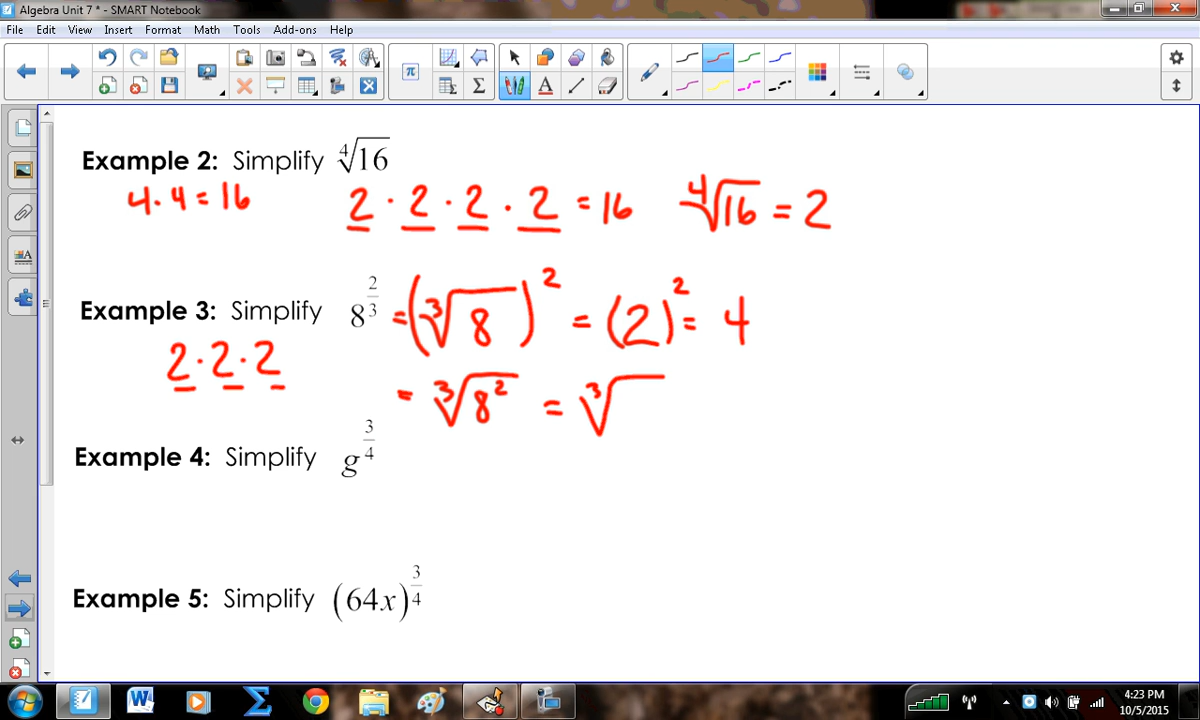 Algebra Unit 7 * - SMART Notebook
File Edit View Insert Format Math Tools Add-ons Help
Example 2: Simplify ∜16
4 · 4 = 16 2 · 2 · 2 · 2 = 16 ∜16 = 2
Example 3: Simplify 8^(2/3) = (∛8)^2 = (2)^2 = 4
2 · 2 · 2
= ∛8^2 = ∛
Example 4: Simplify g^(3/4)
Example 5: Simplify (64x)^(3/4)
4:23 PM
10/5/2015